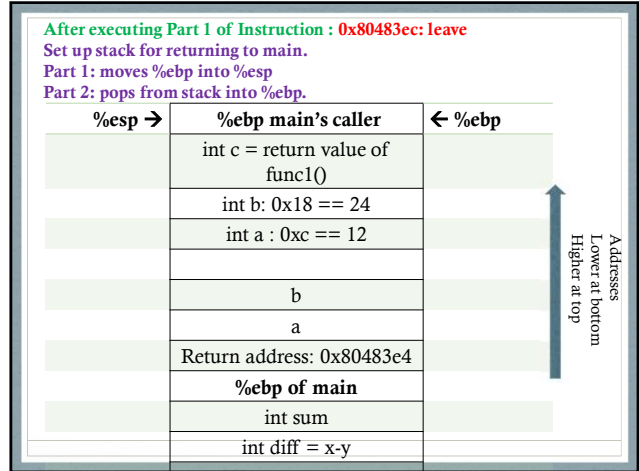 After executing Part 1 of Instruction : 0x80483ec: leave
Set up stack for returning to main.
Part 1: moves %ebp into %esp
Part 2: pops from stack into %ebp.
%esp → %ebp main's caller ← %ebp
int c = return value of
func1()
int b: 0x18 == 24
int a : 0xc == 12
b
a
Return address: 0x80483e4
%ebp of main
int sum
int diff = x-y
Addresses
Lower at bottom
Higher at top